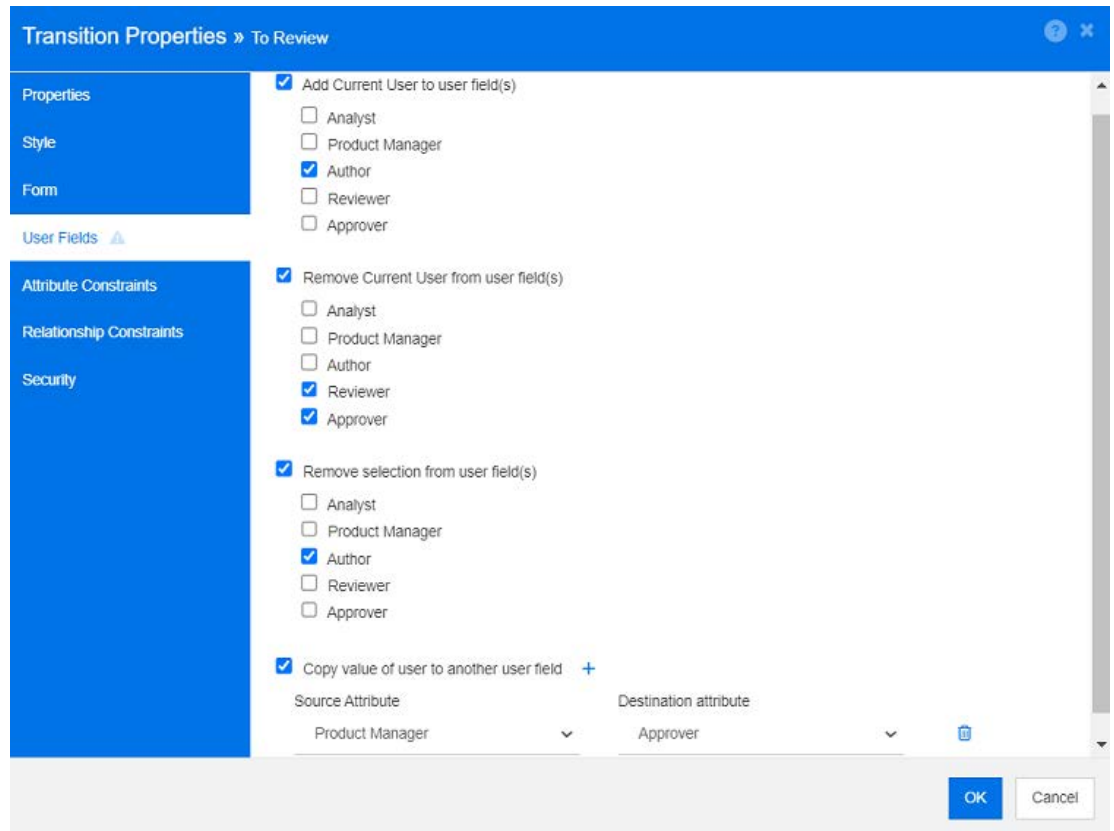 Transition Properties » To Review
Properties
Style
Form
User Fields
Attribute Constraints
Relationship Constraints
Security
Add Current User to user field(s)
Analyst
Product Manager
Author
Reviewer
Approver
Remove Current User from user field(s)
Analyst
Product Manager
Author
Reviewer
Approver
Remove selection from user field(s)
Analyst
Product Manager
Author
Reviewer
Approver
Copy value of user to another user field +
Source Attribute Destination attribute
Product Manager Approver
OK Cancel